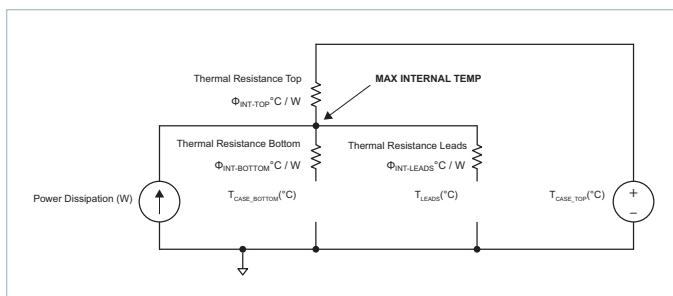 Thermal Resistance Top
MAX INTERNAL TEMP
ΦINT-TOP°C / W
Thermal Resistance Bottom
Thermal Resistance Leads
ΦINT-BOTTOM°C / W
ΦINT-LEADS°C / W
Power Dissipation (W)
TCASE_BOTTOM(°C)
TLEADS(°C)
TCASE_TOP(°C)
+
–